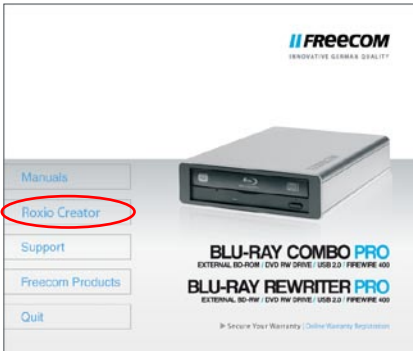 FREECOM
INNOVATIVE GERMAN QUALITY
Manuals
Roxio Creator
Support
Freecom Products
Quit
BLU-RAY COMBO PRO
EXTERNAL BD-ROM / DVD RW DRIVE / USB 2.0 / FIREWIRE 400
BLU-RAY REWRITER PRO
EXTERNAL BD-RW / DVD RW DRIVE / USB 2.0 / FIREWIRE 400
Secure Your Warranty | Online Warranty Registration